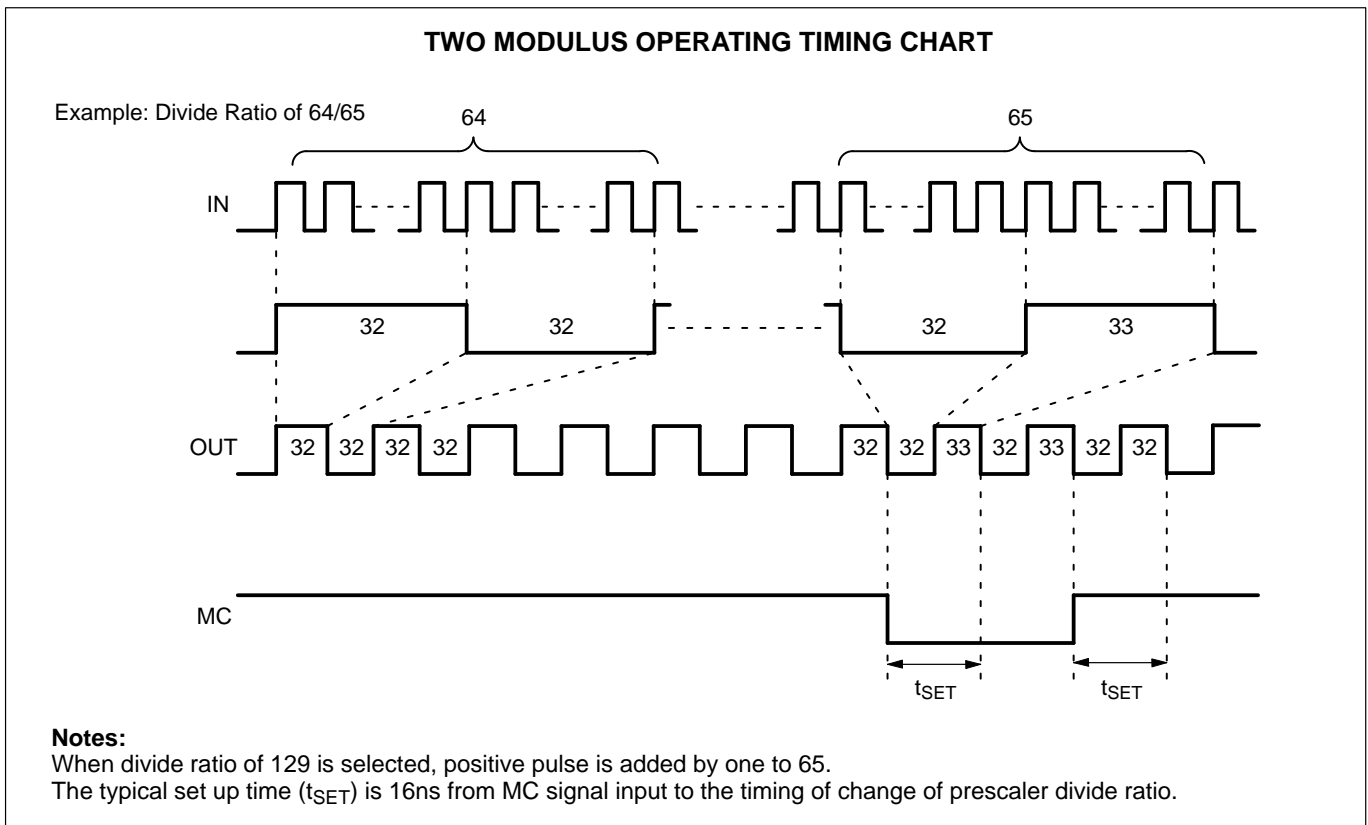 TWO MODULUS OPERATING TIMING CHART
Example: Divide Ratio of 64/65
64
65
IN
32
32
32
33
OUT
32 32 32 32 32 32 33 32 33 32 32
MC
tSET
tSET
Notes:
When divide ratio of 129 is selected, positive pulse is added by one to 65.
The typical set up time (tSET) is 16ns from MC signal input to the timing of change of prescaler divide ratio.